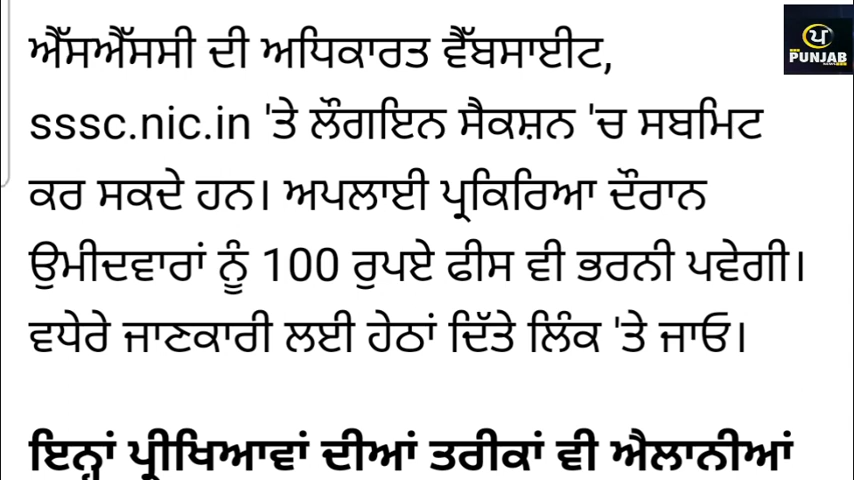 ਐੱਸਐੱਸਸੀ ਦੀ ਅਧਿਕਾਰਤ ਵੈੱਬਸਾਈਟ,
ਪ
PUNJAB
sssc.nic.in 'ਤੇ ਲੌਗਇਨ ਸੈਕਸ਼ਨ 'ਚ ਸਬਮਿਟ
ਕਰ ਸਕਦੇ ਹਨ। ਅਪਲਾਈ ਪ੍ਰਕਿਰਿਆ ਦੌਰਾਨ
ਉਮੀਦਵਾਰਾਂ ਨੂੰ 100 ਰੁਪਏ ਫੀਸ ਵੀ ਭਰਨੀ ਪਵੇਗੀ।
ਵਧੇਰੇ ਜਾਣਕਾਰੀ ਲਈ ਹੇਠਾਂ ਦਿੱਤੇ ਲਿੰਕ 'ਤੇ ਜਾਓ।
ਇਨ੍ਹਾਂ ਪ੍ਰੀਖਿਆਵਾਂ ਦੀਆਂ ਤਰੀਕਾਂ ਵੀ ਐਲਾਨੀਆਂ